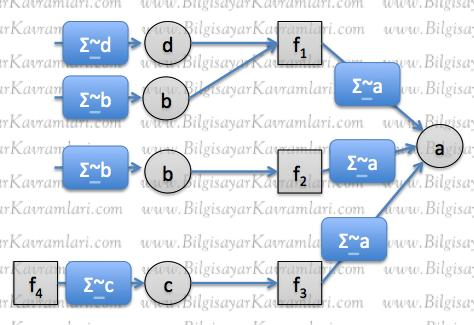 Σ~d d f1
Σ~b b Σ~a
a
Σ~b b f2 Σ~a
Σ~a
f4 Σ~c c f3
www.BilgisayarKavramlari.com